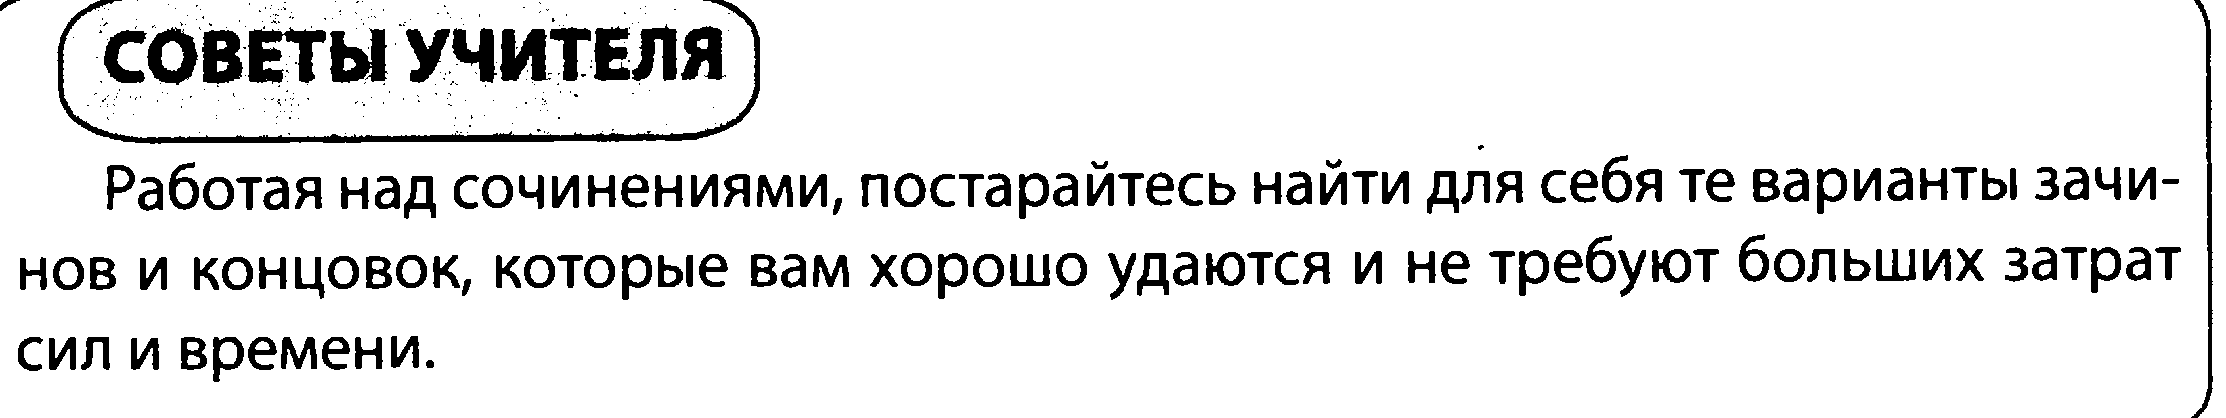 СОВЕТЫ УЧИТЕЛЯ
Работая над сочинениями, постарайтесь найти для себя те варианты зачи-
нов и концовок, которые вам хорошо удаются и не требуют больших затрат
сил и времени.